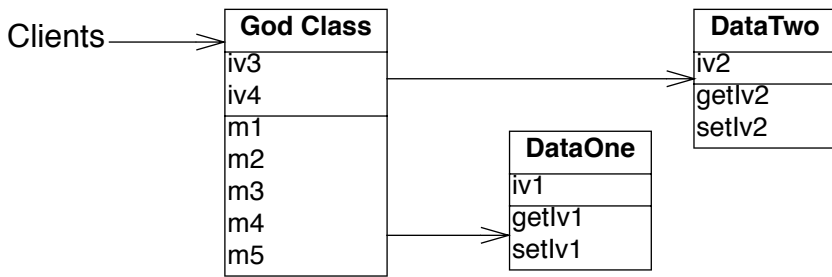 Clients
God Class
iv3
iv4
m1
m2
m3
m4
m5
DataOne
iv1
getIv1
setIv1
DataTwo
iv2
getIv2
setIv2